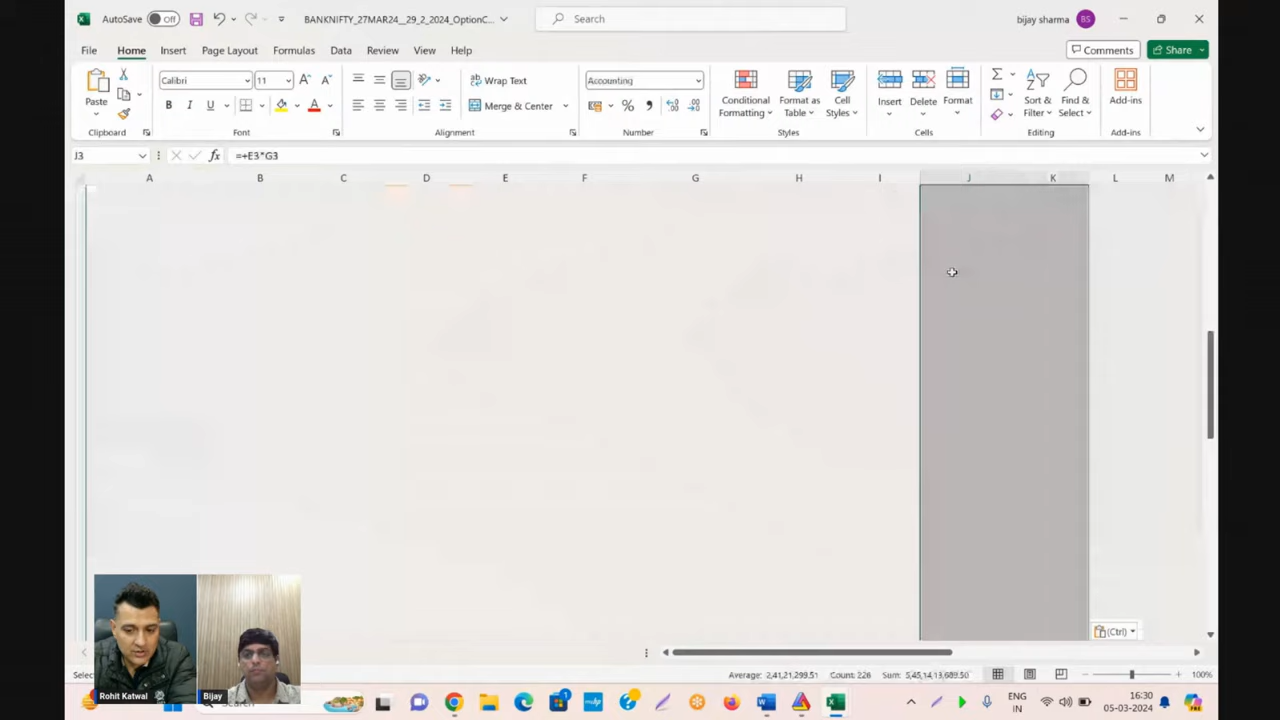 AutoSave Off BANKNIFTY_27MAR24__29_2_2024_OptionC... Search bijay sharma BS
File Home Insert Page Layout Formulas Data Review View Help Comments Share
Paste Calibri 11 Wrap Text Accounting Conditional Formatting Format as Table Cell Styles Insert Delete Format Sort & Filter Find & Select Add-ins
B I U Merge & Center
Clipboard Font Alignment Number Styles Cells Editing Add-ins
J3 fx =+E3*G3
A B C D E F G H I J K L M
(Ctrl)
Average: 2,41,21,299.51 Count: 226 Sum: 5,45,14,13,689.50 100%
Rohit Katwal Bijay
ENG IN 16:30 05-03-2024